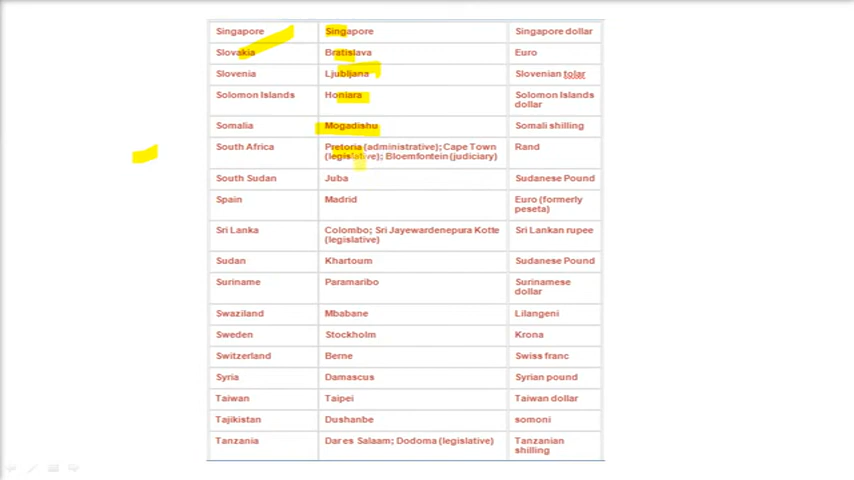 Singapore Singapore Singapore dollar
Slovakia Bratislava Euro
Slovenia Ljubljana Slovenian tolar
Solomon Islands Honiara Solomon Islands
dollar
Somalia Mogadishu Somali shilling
South Africa Pretoria (administrative); Cape Town Rand
(legislative); Bloemfontein (judiciary)
South Sudan Juba Sudanese Pound
Spain Madrid Euro (formerly
peseta)
Sri Lanka Colombo; Sri Jayewardenepura Kotte Sri Lankan rupee
(legislative)
Sudan Khartoum Sudanese Pound
Suriname Paramaribo Surinamese
dollar
Swaziland Mbabane Lilangeni
Sweden Stockholm Krona
Switzerland Berne Swiss franc
Syria Damascus Syrian pound
Taiwan Taipei Taiwan dollar
Tajikistan Dushanbe somoni
Tanzania Dar es Salaam; Dodoma (legislative) Tanzanian
shilling